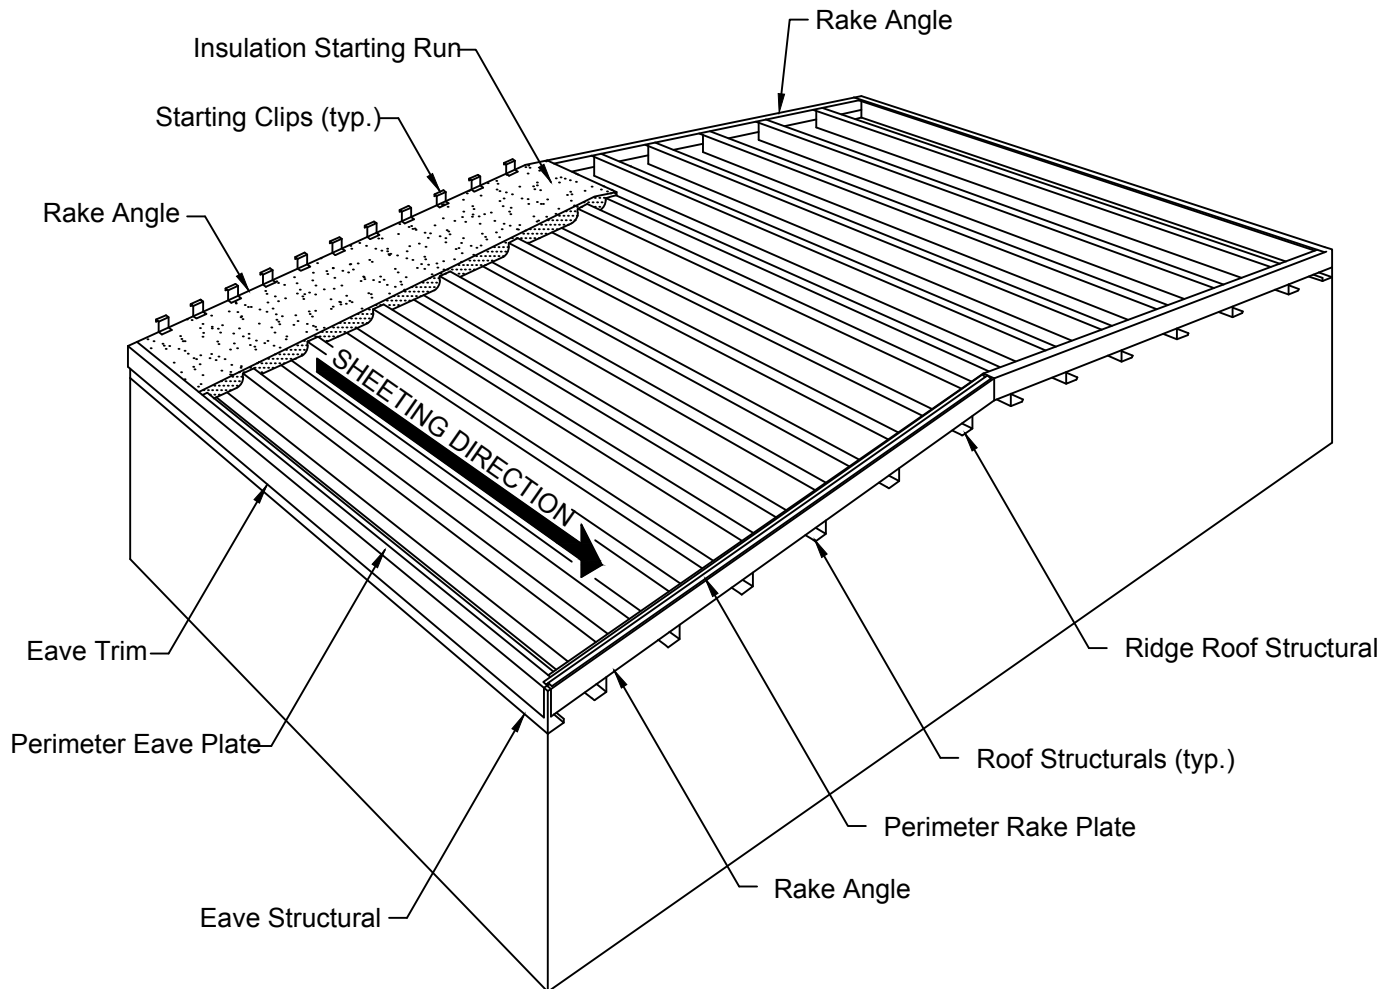 Rake Angle
Insulation Starting Run
Starting Clips (typ.)
Rake Angle
SHEETING DIRECTION
Eave Trim
Ridge Roof Structural
Perimeter Eave Plate
Roof Structurals (typ.)
Perimeter Rake Plate
Rake Angle
Eave Structural